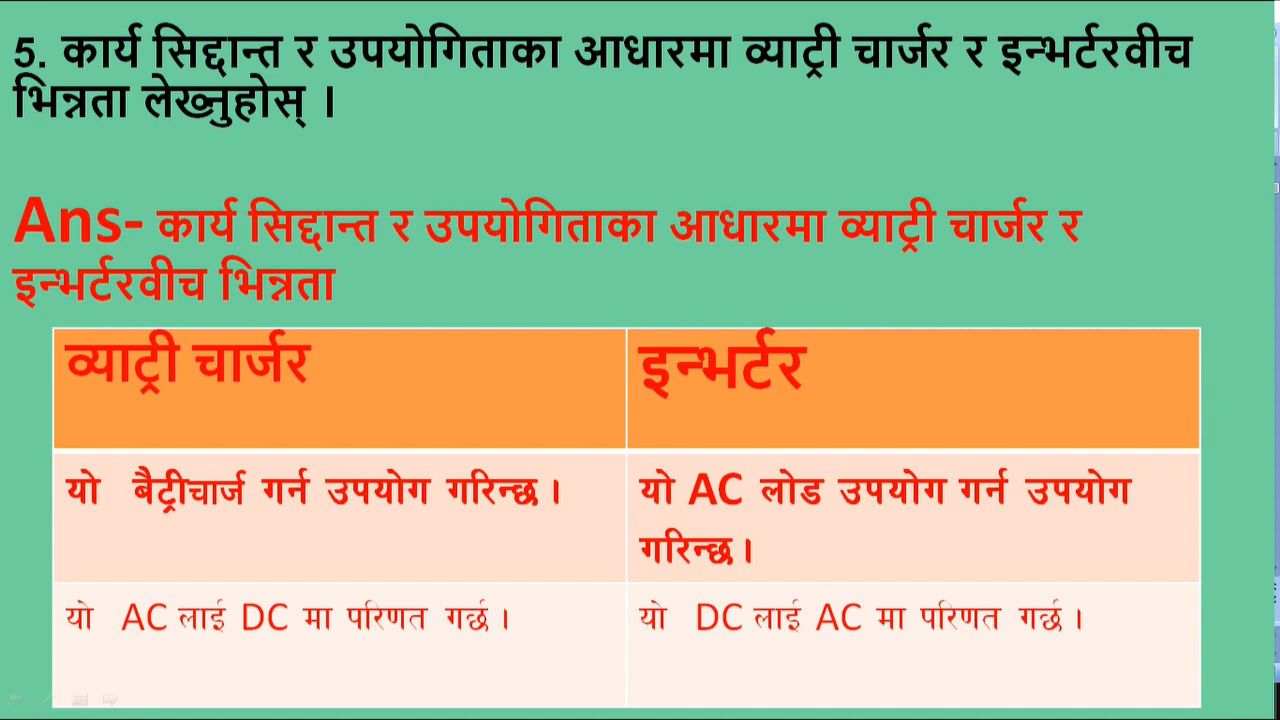 5. कार्य सिद्दान्त र उपयोगिताका आधारमा व्याट्री चार्जर र इन्भर्टरवीच
भिन्नता लेख्नुहोस् ।
Ans- कार्य सिद्दान्त र उपयोगिताका आधारमा व्याट्री चार्जर र
इन्भर्टरवीच भिन्नता
व्याट्री चार्जर
इन्भर्टर
यो बैट्रीचार्ज गर्न उपयोग गरिन्छ ।
यो AC लोड उपयोग गर्न उपयोग
गरिन्छ ।
यो AC लाई DC मा परिणत गर्छ ।
यो DC लाई AC मा परिणत गर्छ ।